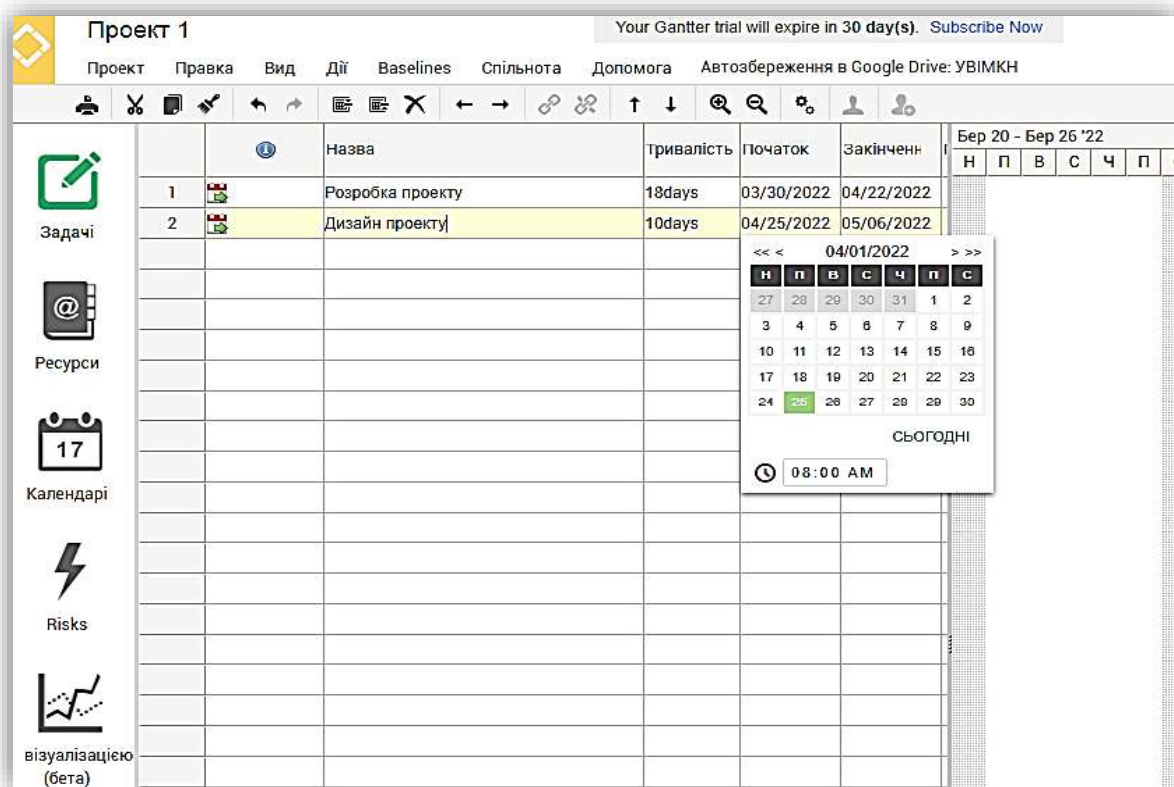 Проект 1
Your Gantter trial will expire in 30 day(s). Subscribe Now
Проект Правка Вид Дії Baselines Спільнота Допомога Автозбереження в Google Drive: УВІМКН
Назва Тривалість Початок Закінченн
Бер 20 - Бер 26 '22
Н П В С Ч П
1 Розробка проекту 18days 03/30/2022 04/22/2022
2 Дизайн проекту 10days 04/25/2022 05/06/2022
<< < 04/01/2022 > >>
Н П В С Ч П С
27 28 29 30 31 1 2
3 4 5 6 7 8 9
10 11 12 13 14 15 16
17 18 19 20 21 22 23
24 25 26 27 28 29 30
СЬОГОДНІ
08:00 AM
Задачі
@
Ресурси
17
Календарі
Risks
візуалізацією
(бета)